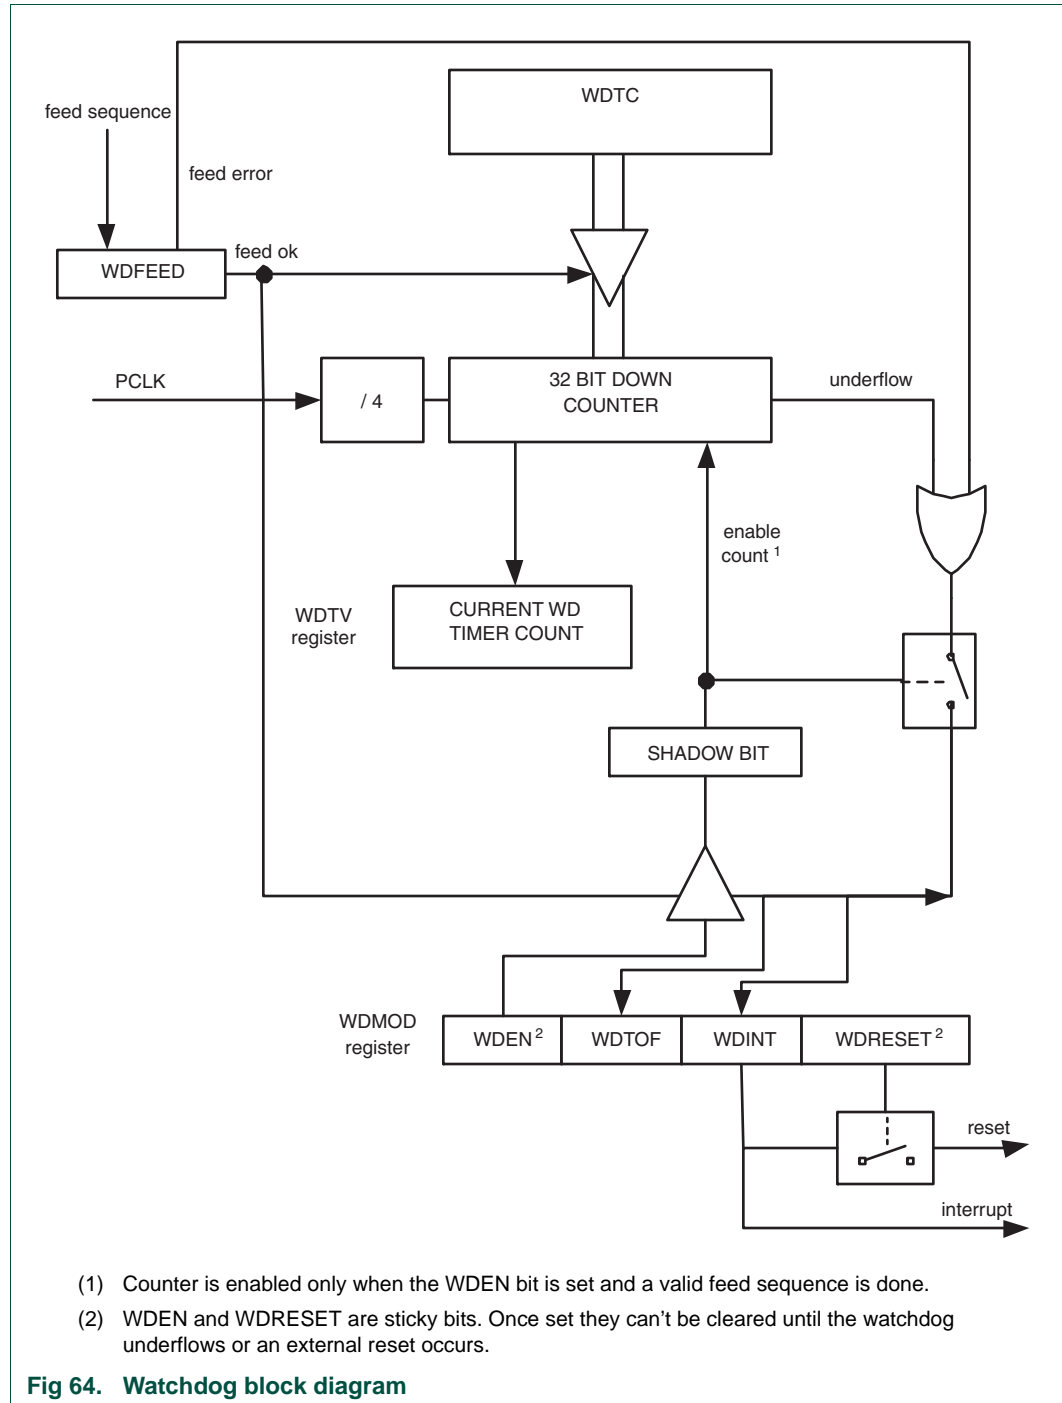 feed sequence
WDTC
feed error
feed ok
WDFEED
PCLK
/ 4
32 BIT DOWN
COUNTER
underflow
enable
count 1
WDTV
register
CURRENT WD
TIMER COUNT
SHADOW BIT
WDMOD
register
WDEN 2
WDTOF
WDINT
WDRESET 2
reset
interrupt
(1) Counter is enabled only when the WDEN bit is set and a valid feed sequence is done.
(2) WDEN and WDRESET are sticky bits. Once set they can’t be cleared until the watchdog
underflows or an external reset occurs.
Fig 64. Watchdog block diagram